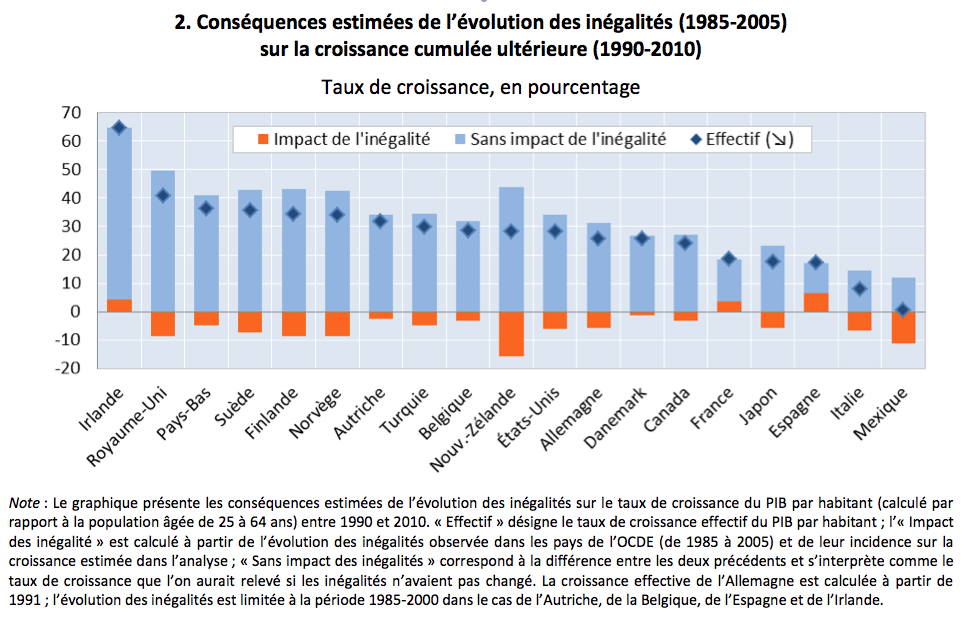 2. Conséquences estimées de l’évolution des inégalités (1985-2005)
sur la croissance cumulée ultérieure (1990-2010)
Taux de croissance, en pourcentage
70
60
50
40
30
20
10
0
-10
-20
Impact de l'inégalité
Sans impact de l'inégalité
Effectif (↘)
Irlande
Royaume-Uni
Pays-Bas
Suède
Finlande
Norvège
Autriche
Turquie
Belgique
Nouv.-Zélande
États-Unis
Allemagne
Danemark
Canada
France
Japon
Espagne
Italie
Mexique
Note : Le graphique présente les conséquences estimées de l’évolution des inégalités sur le taux de croissance du PIB par habitant (calculé par
rapport à la population âgée de 25 à 64 ans) entre 1990 et 2010. « Effectif » désigne le taux de croissance effectif du PIB par habitant ; l’« Impact
des inégalité » est calculé à partir de l’évolution des inégalités observée dans les pays de l’OCDE (de 1985 à 2005) et de leur incidence sur la
croissance estimée dans l’analyse ; « Sans impact des inégalités » correspond à la différence entre les deux précédents et s’interprète comme le
taux de croissance que l’on aurait relevé si les inégalités n’avaient pas changé. La croissance effective de l’Allemagne est calculée à partir de
1991 ; l’évolution des inégalités est limitée à la période 1985-2000 dans le cas de l’Autriche, de la Belgique, de l’Espagne et de l’Irlande.